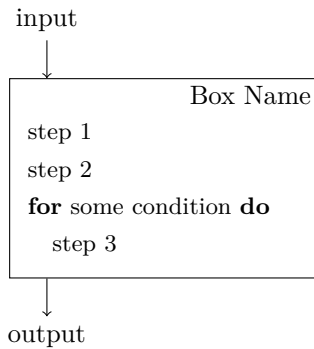 input
Box Name
step 1
step 2
for some condition do
step 3
output